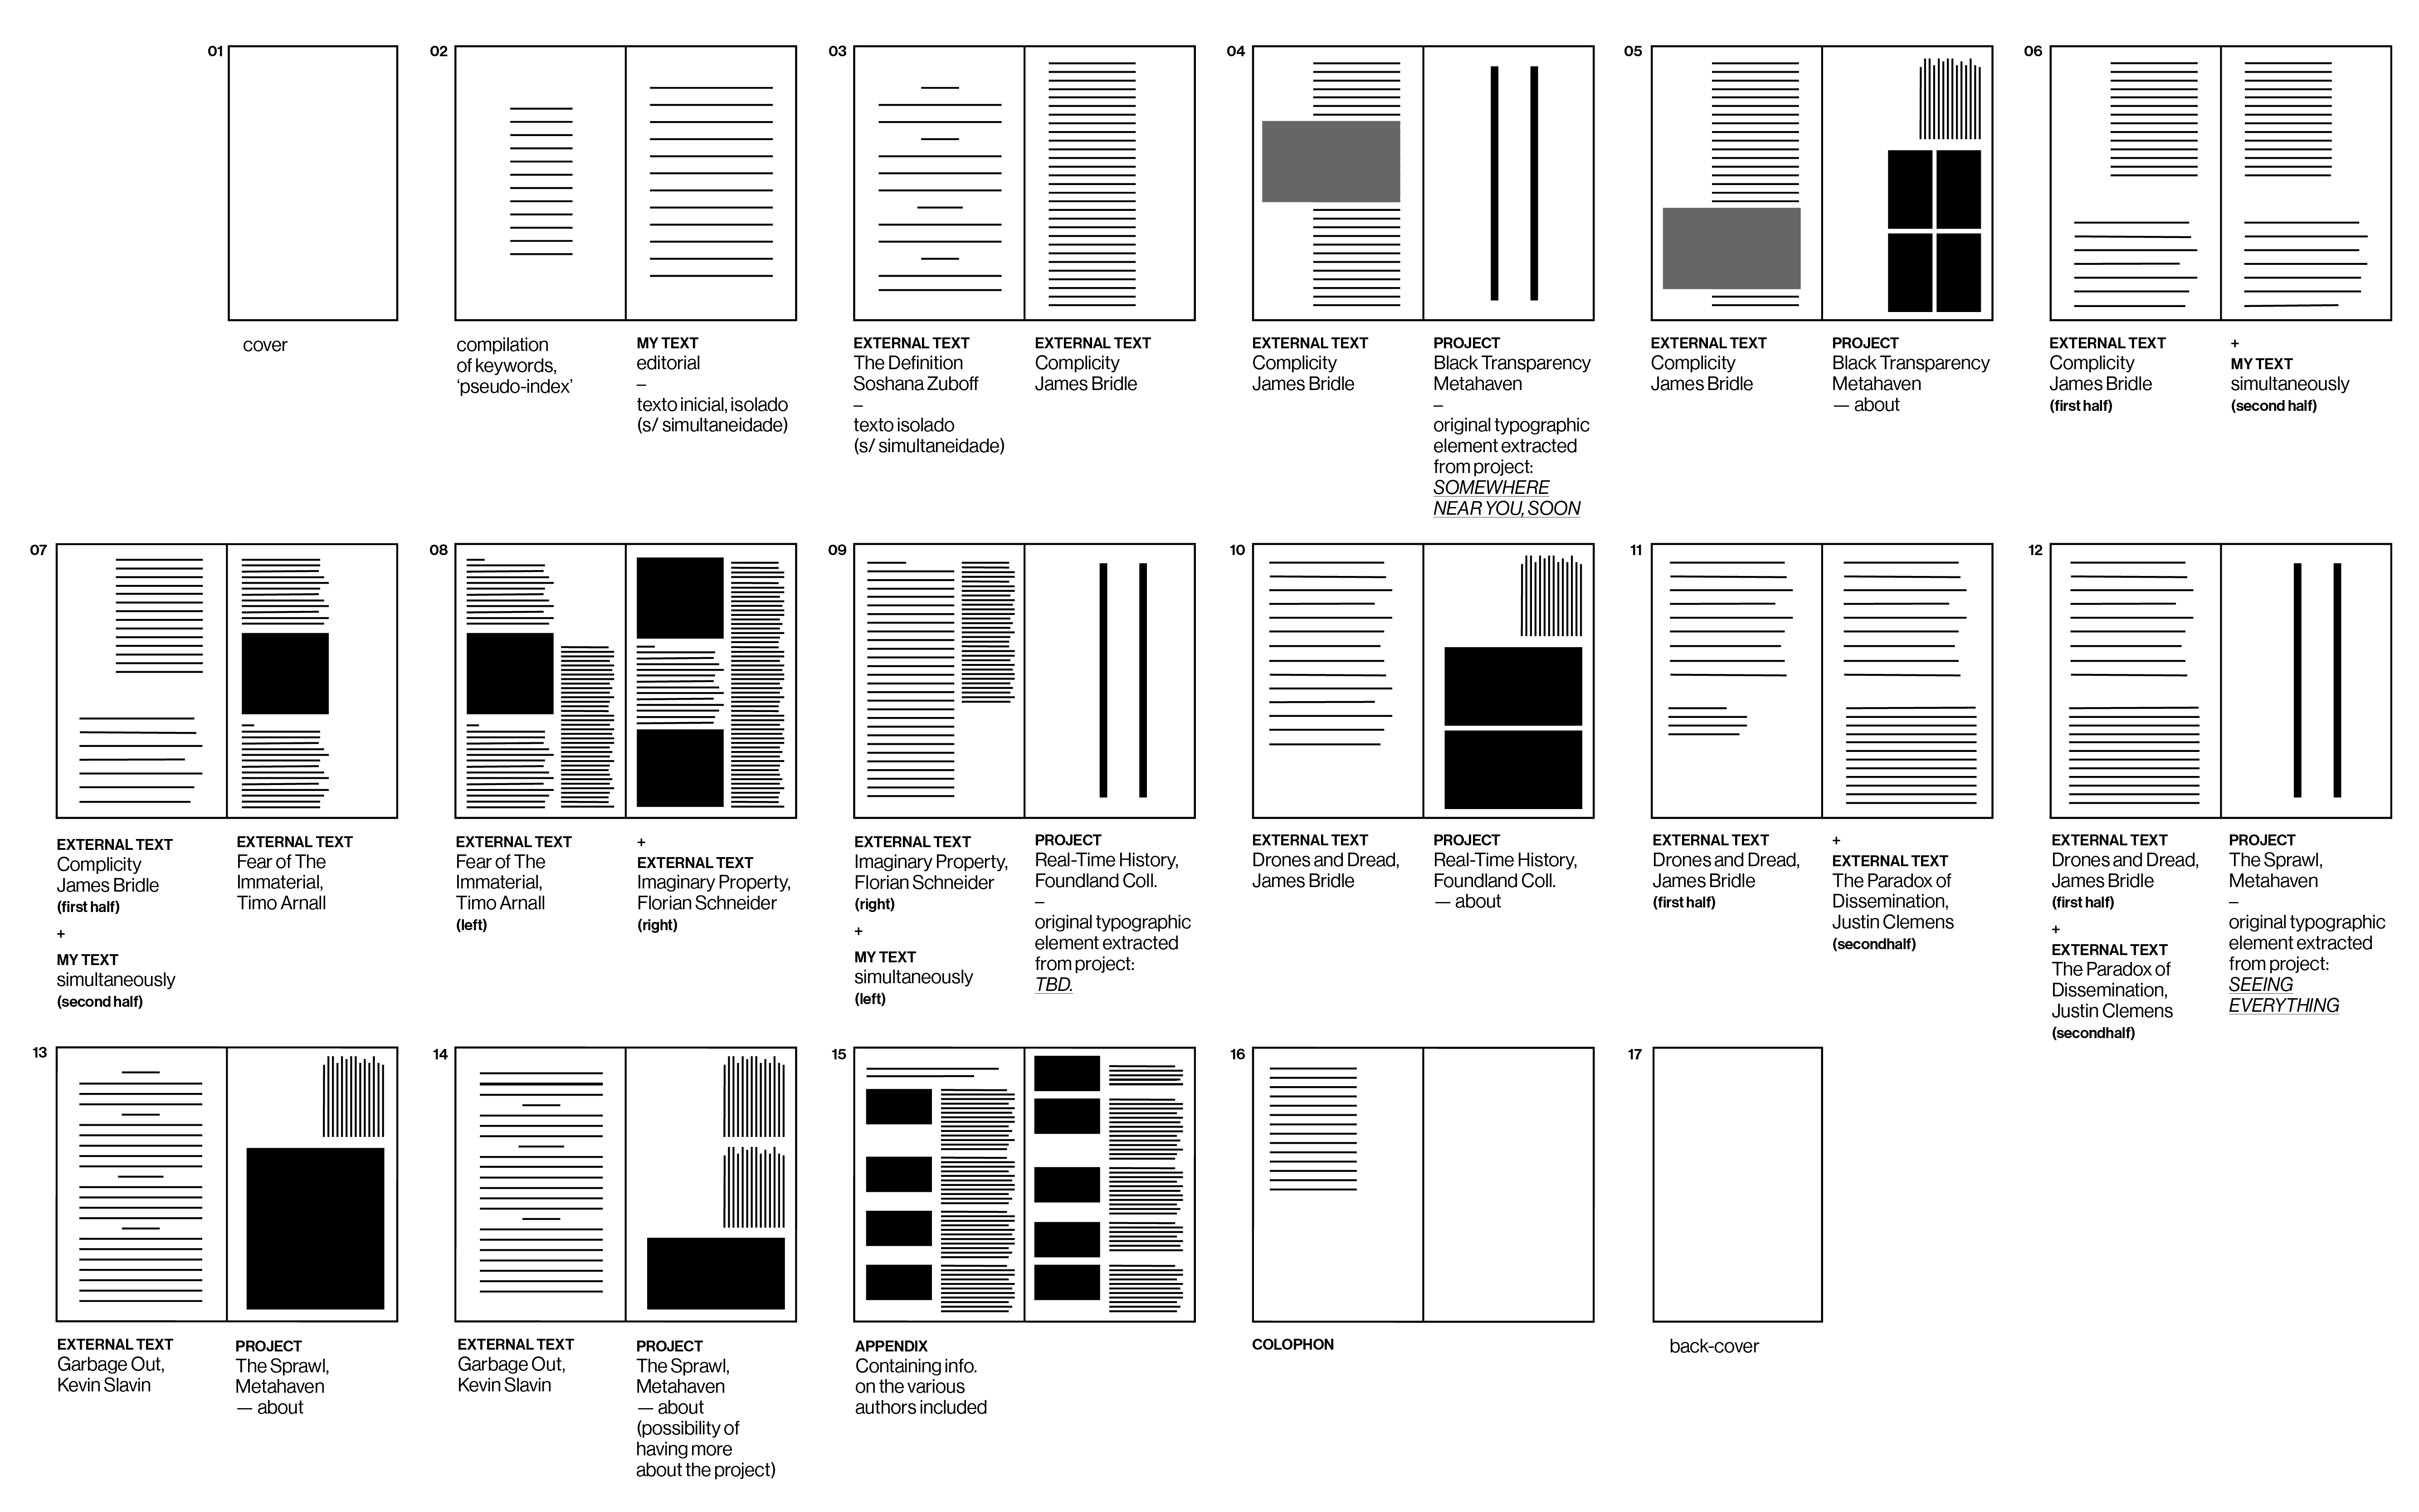 01
cover
02
compilation
of keywords,
‘pseudo-index’
MY TEXT
editorial
–
texto inicial, isolado
(s/ simultaneidade)
03
EXTERNAL TEXT
The Definition
Soshana Zuboff
–
texto isolado
(s/ simultaneidade)
EXTERNAL TEXT
Complicity
James Bridle
04
EXTERNAL TEXT
Complicity
James Bridle
PROJECT
Black Transparency
Metahaven
–
original typographic
element extracted
from project:
SOMEWHERE
NEAR YOU, SOON
05
EXTERNAL TEXT
Complicity
James Bridle
PROJECT
Black Transparency
Metahaven
— about
06
EXTERNAL TEXT
Complicity
James Bridle
(first half)
+
MY TEXT
simultaneously
(second half)
07
EXTERNAL TEXT
Complicity
James Bridle
(first half)
+
MY TEXT
simultaneously
(second half)
EXTERNAL TEXT
Fear of The
Immaterial,
Timo Arnall
08
EXTERNAL TEXT
Fear of The
Immaterial,
Timo Arnall
(left)
+
EXTERNAL TEXT
Imaginary Property,
Florian Schneider
(right)
09
EXTERNAL TEXT
Imaginary Property,
Florian Schneider
(right)
+
MY TEXT
simultaneously
(left)
PROJECT
Real-Time History,
Foundland Coll.
–
original typographic
element extracted
from project:
TBD.
10
EXTERNAL TEXT
Drones and Dread,
James Bridle
PROJECT
Real-Time History,
Foundland Coll.
— about
11
EXTERNAL TEXT
Drones and Dread,
James Bridle
(first half)
+
EXTERNAL TEXT
The Paradox of
Dissemination,
Justin Clemens
(secondhalf)
12
EXTERNAL TEXT
Drones and Dread,
James Bridle
(first half)
+
EXTERNAL TEXT
The Paradox of
Dissemination,
Justin Clemens
(secondhalf)
PROJECT
The Sprawl,
Metahaven
–
original typographic
element extracted
from project:
SEEING
EVERYTHING
13
EXTERNAL TEXT
Garbage Out,
Kevin Slavin
PROJECT
The Sprawl,
Metahaven
— about
14
EXTERNAL TEXT
Garbage Out,
Kevin Slavin
PROJECT
The Sprawl,
Metahaven
— about
(possibility of
having more
about the project)
15
APPENDIX
Containing info.
on the various
authors included
16
COLOPHON
17
back-cover